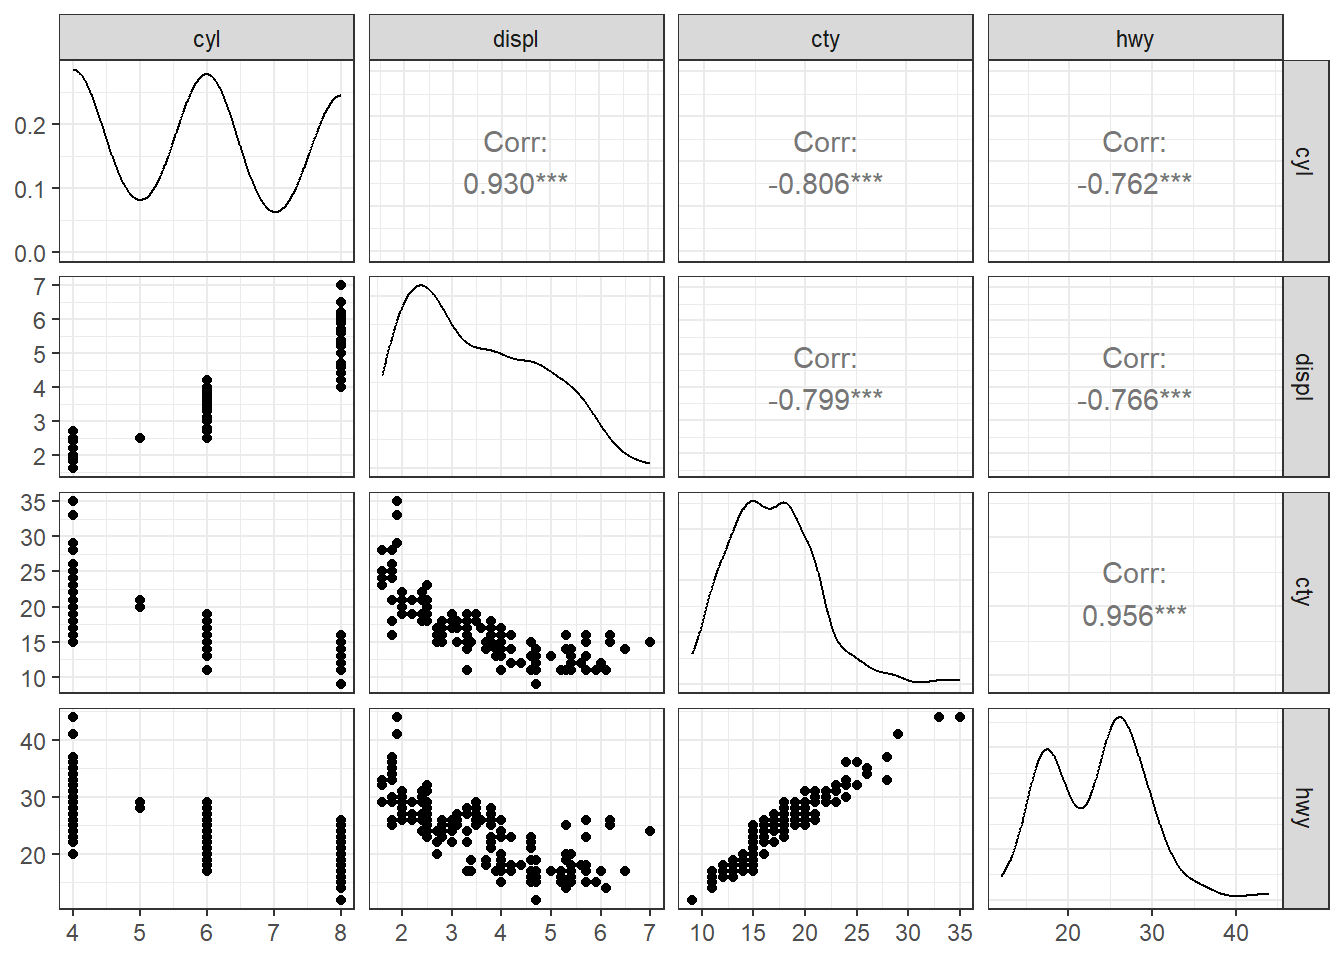 cyl displ cty hwy
0.2
0.1
0.0
Corr:
0.930***
Corr:
-0.806***
Corr:
-0.762***
cyl
7
6
5
4
3
2
Corr:
-0.799***
Corr:
-0.766***
displ
35
30
25
20
15
10
Corr:
0.956***
cty
40
30
20
hwy
4 5 6 7 8
2 3 4 5 6 7
10 15 20 25 30 35
20 30 40